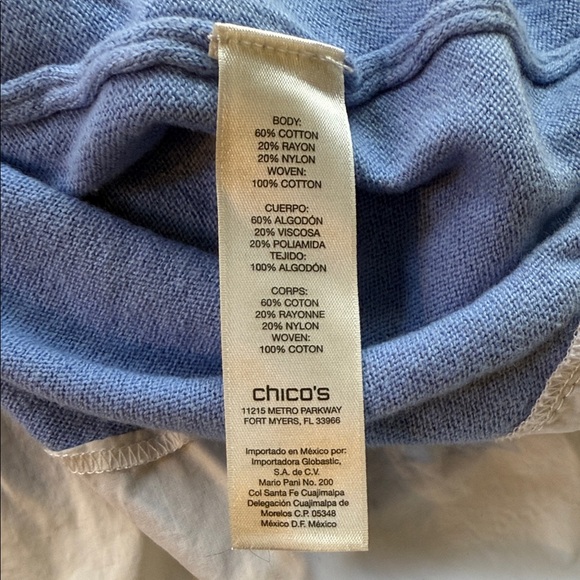 BODY:
60% COTTON
20% RAYON
20% NYLON
WOVEN:
100% COTTON
CUERPO:
60% ALGODÓN
20% VISCOSA
20% POLIAMIDA
TEJIDO:
100% ALGODÓN
CORPS:
60% COTON
20% RAYONNE
20% NYLON
WOVEN:
100% COTON
chico's
11215 METRO PARKWAY
FORT MYERS, FL 33966
Importado en México por:
Importadora Globastic,
S.A. de C.V.
Mario Pani No. 200
Col Santa Fe Cuajimalpa
Delegación Cuajimalpa de
Morelos C.P. 05348
México D.F. México